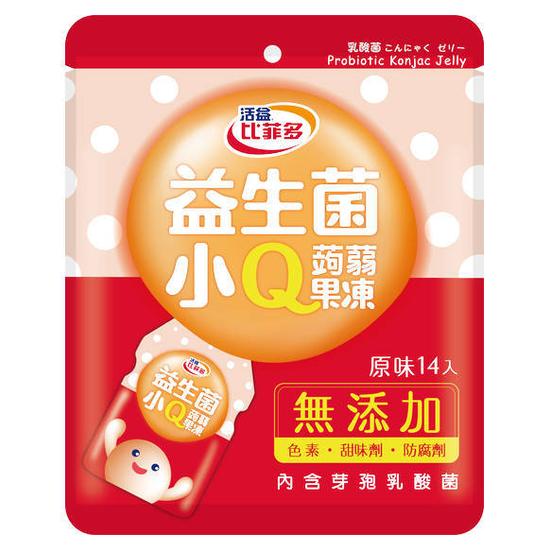 乳酸菌 こんにゃく ゼリー
Probiotic Konjac Jelly
活益
比菲多
益生菌
小Q蒟蒻
果凍
原味14入
無添加
色素·甜味劑·防腐劑
內含芽孢乳酸菌
活益
比菲多
益生菌
小Q蒟蒻
果凍